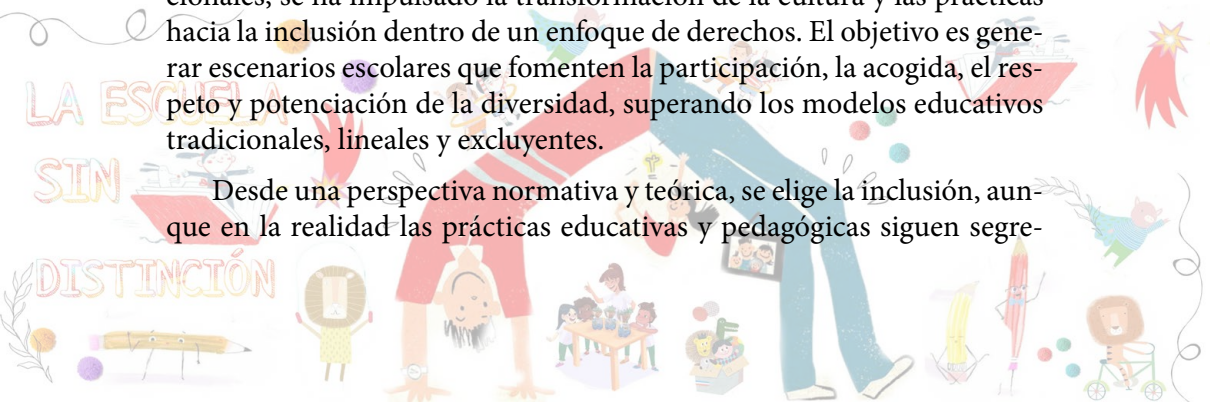 cionales, se ha impulsado la transformación de la cultura y las prácticas
hacia la inclusión dentro de un enfoque de derechos. El objetivo es gene-
rar escenarios escolares que fomenten la participación, la acogida, el res-
peto y potenciación de la diversidad, superando los modelos educativos
tradicionales, lineales y excluyentes.
Desde una perspectiva normativa y teórica, se elige la inclusión, aun-
que en la realidad las prácticas educativas y pedagógicas siguen segre-
LA ESCUELA
SIN
DISTINCIÓN